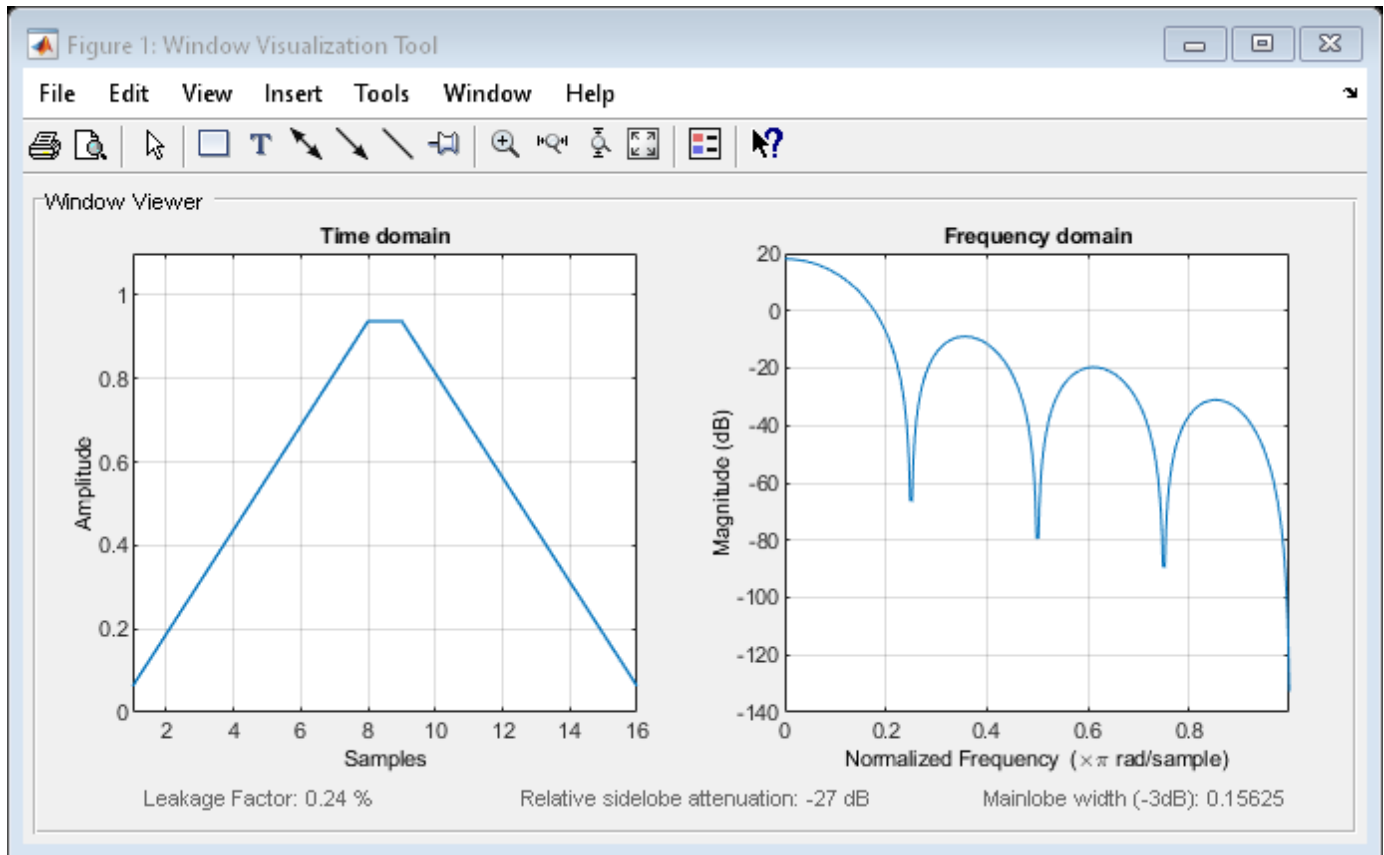 Figure 1: Window Visualization Tool
File Edit View Insert Tools Window Help
T
?
Window Viewer
Time domain
1
0.8
0.6
0.4
0.2
0
Amplitude
2 4 6 8 10 12 14 16
Samples
Frequency domain
20
0
-20
-40
-60
-80
-100
-120
-140
Magnitude (dB)
0 0.2 0.4 0.6 0.8
Normalized Frequency (×π rad/sample)
Leakage Factor: 0.24 % Relative sidelobe attenuation: -27 dB Mainlobe width (-3dB): 0.15625